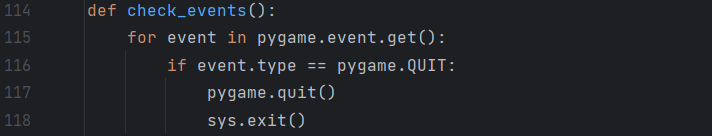 114 def check_events():
115 for event in pygame.event.get():
116 if event.type == pygame.QUIT:
117 pygame.quit()
118 sys.exit()